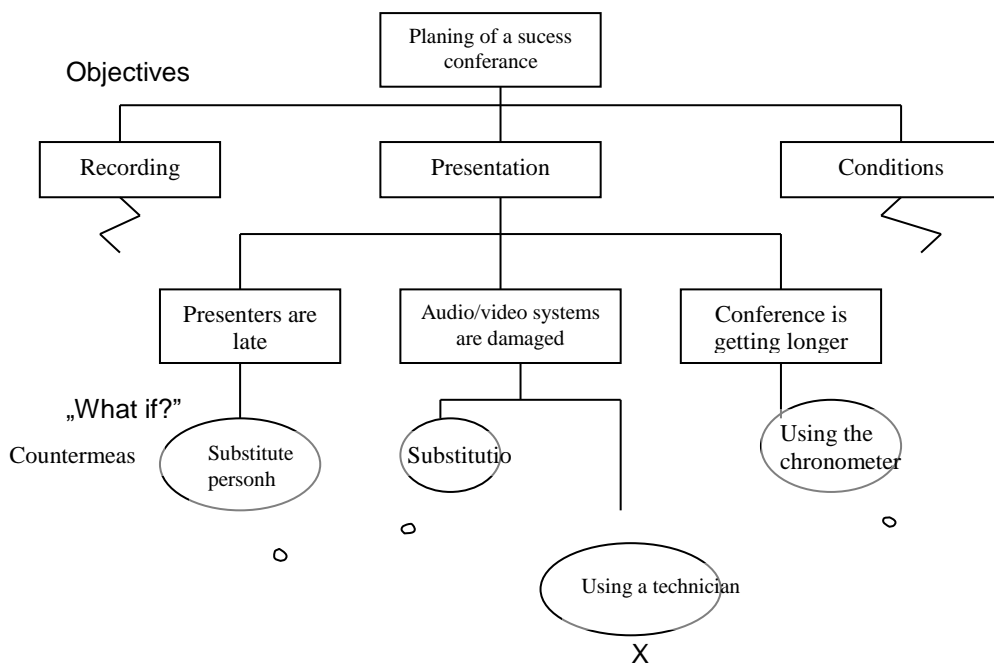 Planing of a sucess
conferance
Objectives
Recording
Presentation
Conditions
Presenters are
late
Audio/video systems
are damaged
Conference is
getting longer
„What if?”
Countermeas
Substitute
personh
Substitutio
Using the
chronometer
Using a technician
X